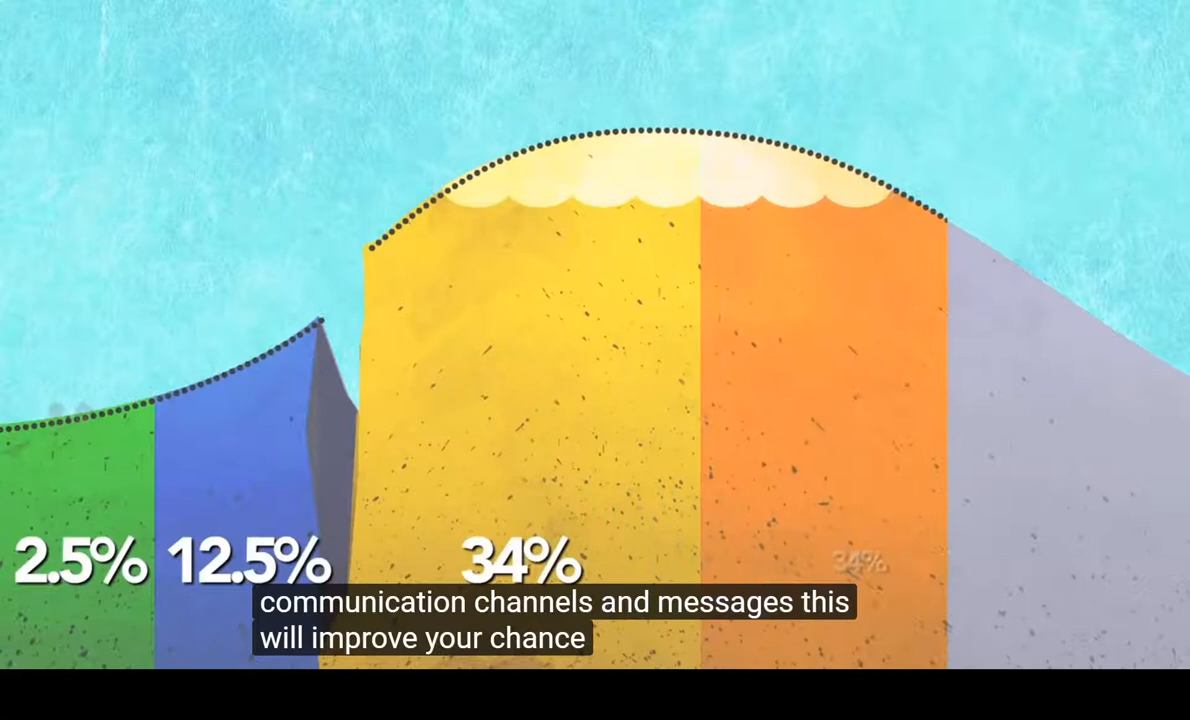 2.5% 12.5% 34% 34%
communication channels and messages this
will improve your chance